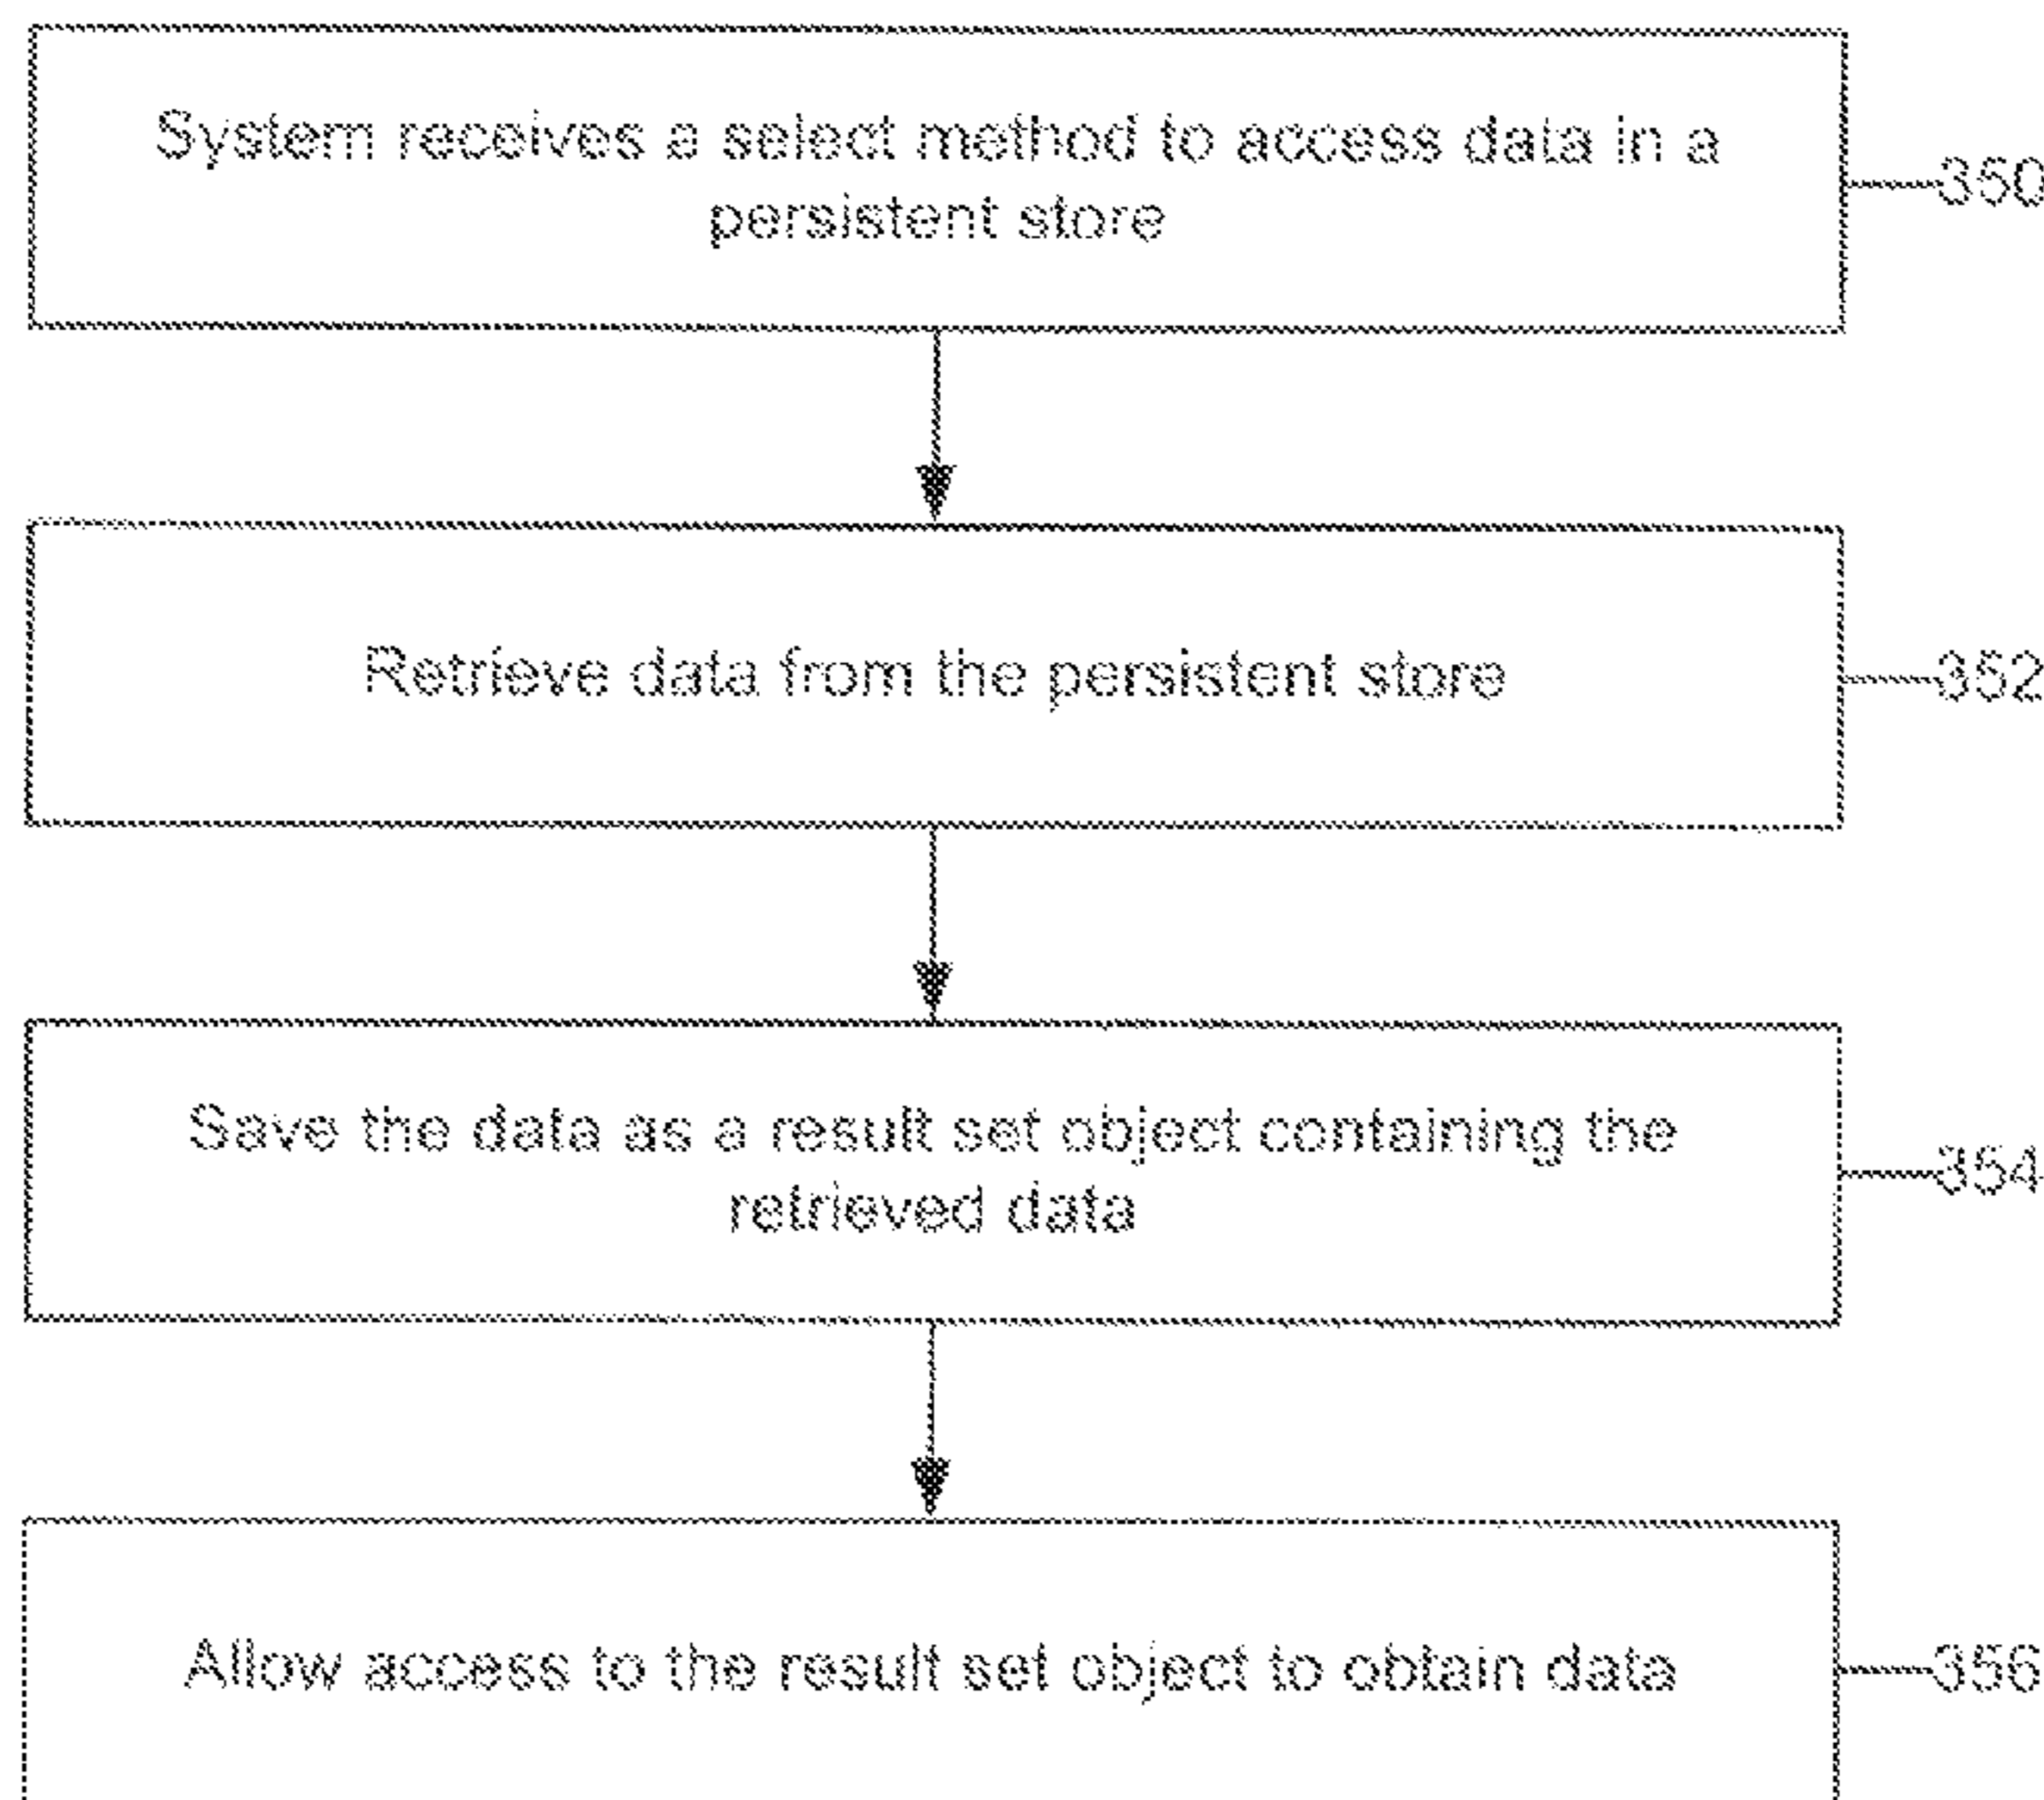 System receives a select method to access data in a
persistent store
350
Retrieve data from the persistent store
352
Save the data as a result set object containing the
retrieved data
354
Allow access to the result set object to obtain data
356